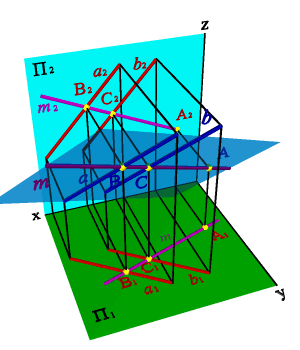 z
Π₂
a₂
b₂
B₂
C₂
m₂
A₂
b
A
m
a
B
C
x
m₁
A₁
C₁
B₁
a₁
b₁
y
Π₁